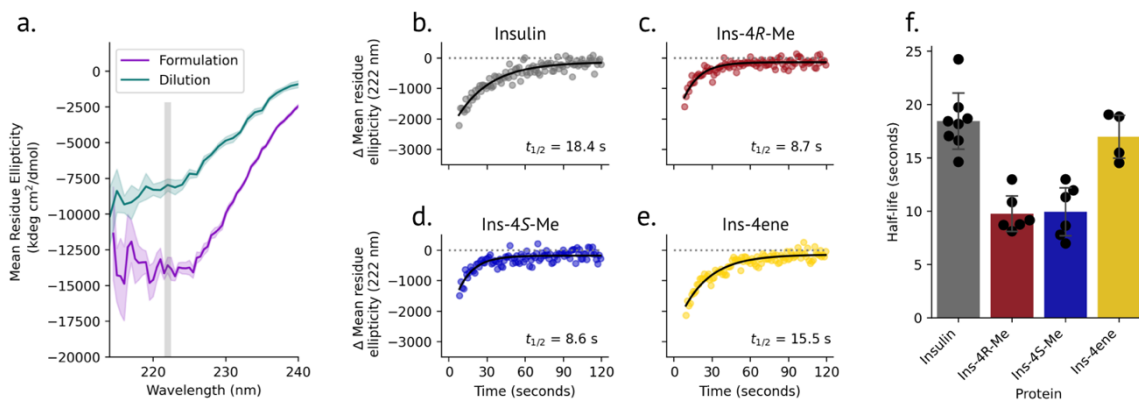 a.
Formulation
Dilution
Mean Residue Ellipticity
(kdeg cm²/dmol)
0
−2500
−5000
−7500
−10000
−12500
−15000
−17500
−20000
220
230
240
Wavelength (nm)
b.
Insulin
Δ Mean residue
ellipticity (222 nm)
0
−1000
−2000
−3000
t1/2 = 18.4 s
c.
Ins-4R-Me
t1/2 = 8.7 s
d.
Ins-4S-Me
Δ Mean residue
ellipticity (222 nm)
0
−1000
−2000
−3000
t1/2 = 8.6 s
0
30
60
90
120
Time (seconds)
e.
Ins-4ene
t1/2 = 15.5 s
0
30
60
90
120
Time (seconds)
f.
Half-life (seconds)
25
20
15
10
5
0
Insulin
Ins-4R-Me
Ins-4S-Me
Ins-4ene
Protein